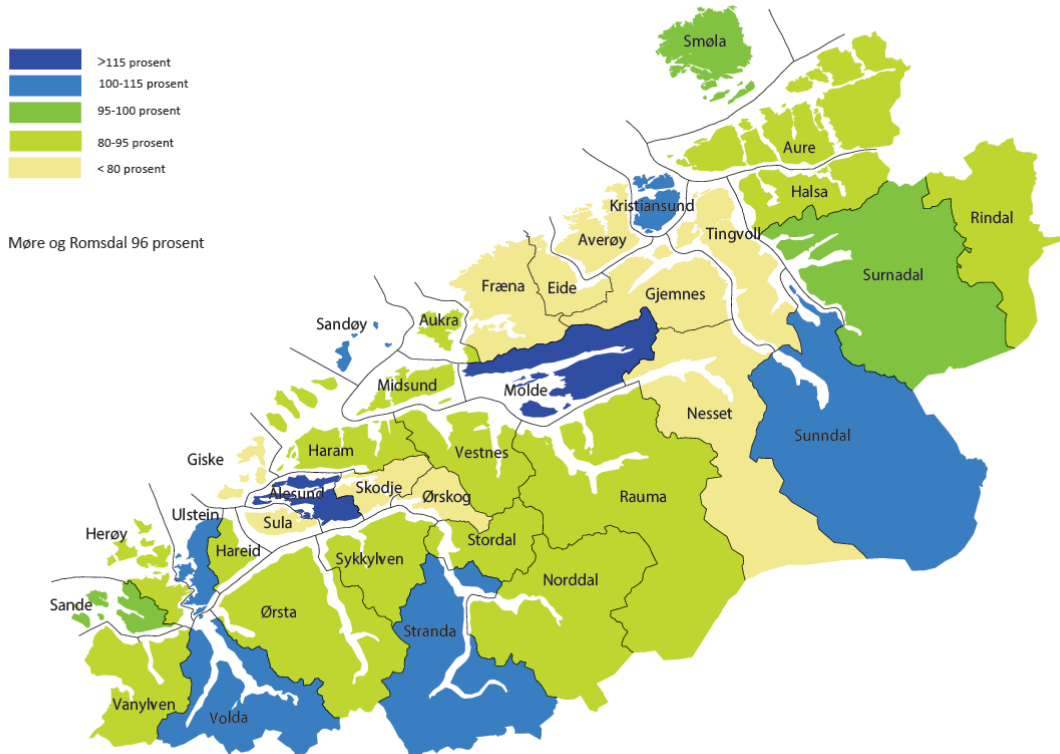 >115 prosent
100-115 prosent
95-100 prosent
80-95 prosent
< 80 prosent
Møre og Romsdal 96 prosent
Smøla
Aure
Halsa
Rindal
Kristiansund
Averøy
Tingvoll
Surnadal
Fræna
Eide
Gjemnes
Sandøy
Aukra
Midsund
Molde
Nesset
Sunndal
Giske
Haram
Vestnes
Rauma
Ålesund
Skodje
Ørskog
Ulstein
Sula
Herøy
Hareid
Stordal
Sykkylven
Norddal
Sande
Ørsta
Stranda
Vanylven
Volda